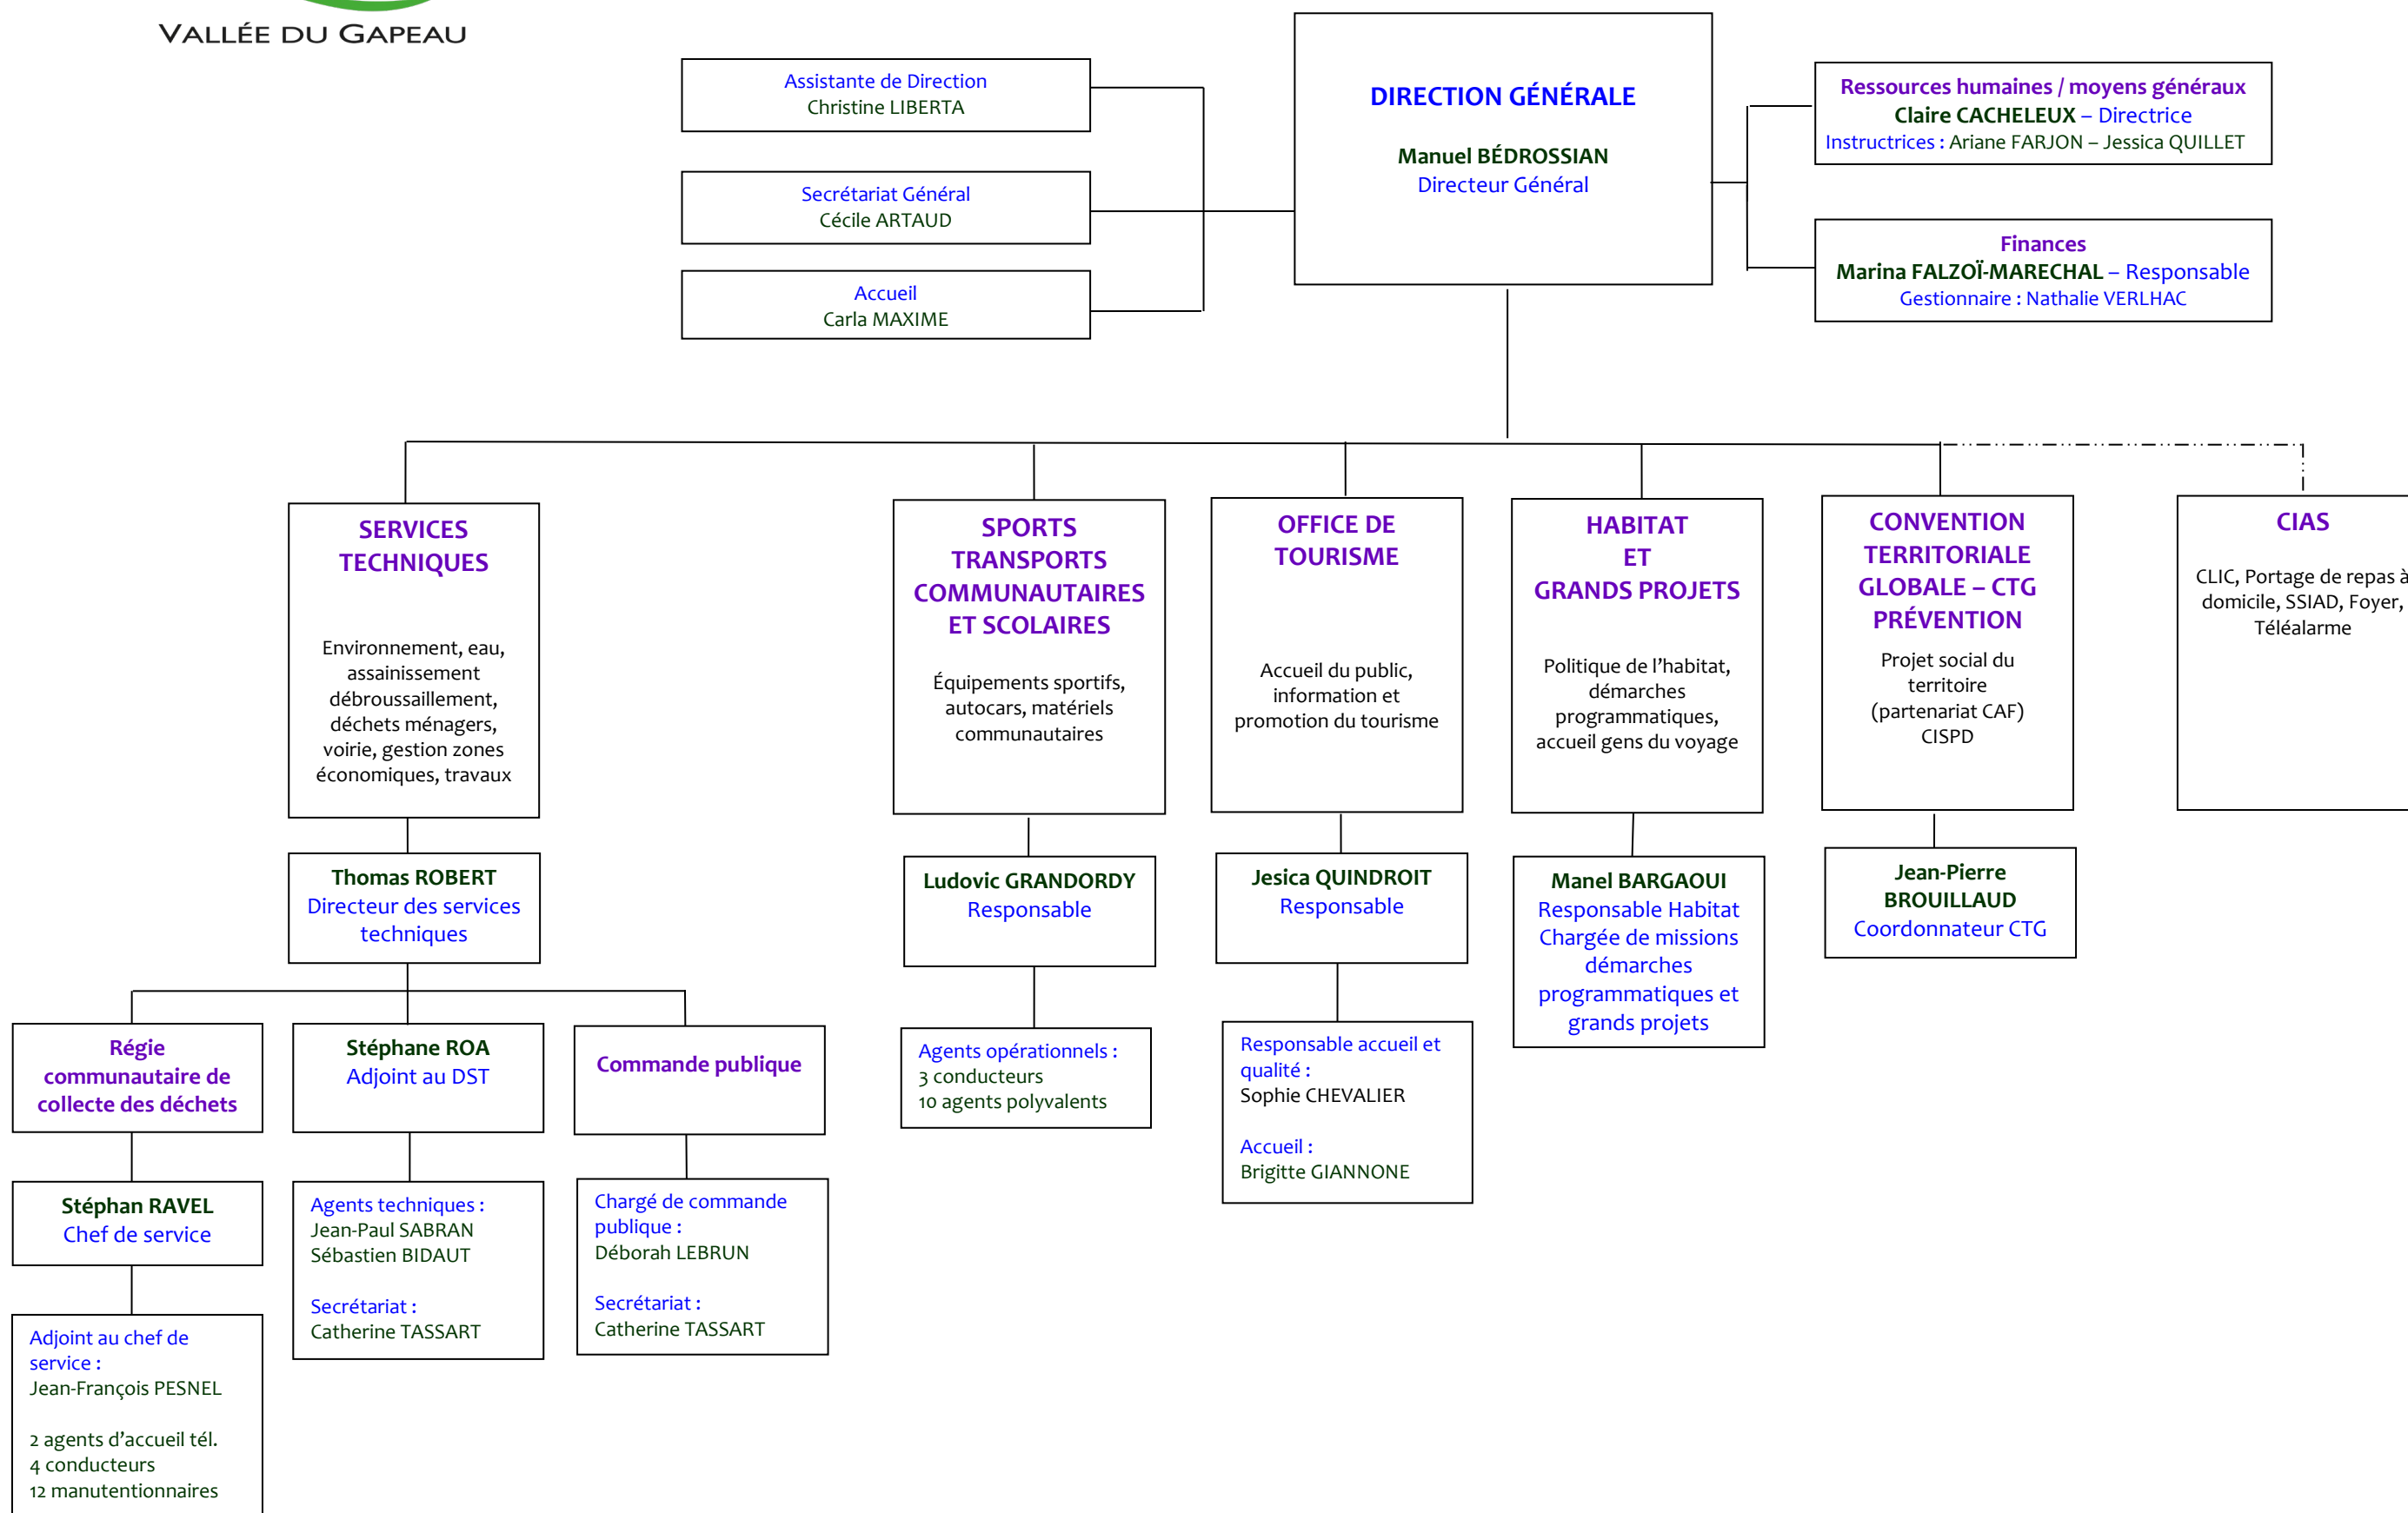 VALLÉE DU GAPEAU
Assistante de Direction
Christine LIBERTA
Secrétariat Général
Cécile ARTAUD
Accueil
Carla MAXIME
DIRECTION GÉNÉRALE
Manuel BÉDROSSIAN
Directeur Général
Ressources humaines / moyens généraux
Claire CACHELEUX – Directrice
Instructrices : Ariane FARJON – Jessica QUILLET
Finances
Marina FALZOÏ-MARECHAL – Responsable
Gestionnaire : Nathalie VERLHAC
SERVICES
TECHNIQUES
Environnement, eau,
assainissement
débroussaillement,
déchets ménagers,
voirie, gestion zones
économiques, travaux
SPORTS
TRANSPORTS
COMMUNAUTAIRES
ET SCOLAIRES
Équipements sportifs,
autocars, matériels
communautaires
OFFICE DE
TOURISME
Accueil du public,
information et
promotion du tourisme
HABITAT
ET
GRANDS PROJETS
Politique de l’habitat,
démarches
programmatiques,
accueil gens du voyage
CONVENTION
TERRITORIALE
GLOBALE – CTG
PRÉVENTION
Projet social du
territoire
(partenariat CAF)
CISPD
CIAS
CLIC, Portage de repas à
domicile, SSIAD, Foyer,
Téléalarme
Thomas ROBERT
Directeur des services
techniques
Ludovic GRANDORDY
Responsable
Jesica QUINDROIT
Responsable
Manel BARGAOUI
Responsable Habitat
Chargée de missions
démarches
programmatiques et
grands projets
Jean-Pierre
BROUILLAUD
Coordonnateur CTG
Régie
communautaire de
collecte des déchets
Stéphane ROA
Adjoint au DST
Commande publique
Agents opérationnels :
3 conducteurs
10 agents polyvalents
Responsable accueil et
qualité :
Sophie CHEVALIER
Accueil :
Brigitte GIANNONE
Stéphan RAVEL
Chef de service
Agents techniques :
Jean-Paul SABRAN
Sébastien BIDAUT
Secrétariat :
Catherine TASSART
Chargé de commande
publique :
Déborah LEBRUN
Secrétariat :
Catherine TASSART
Adjoint au chef de
service :
Jean-François PESNEL
2 agents d’accueil tél.
4 conducteurs
12 manutentionnaires